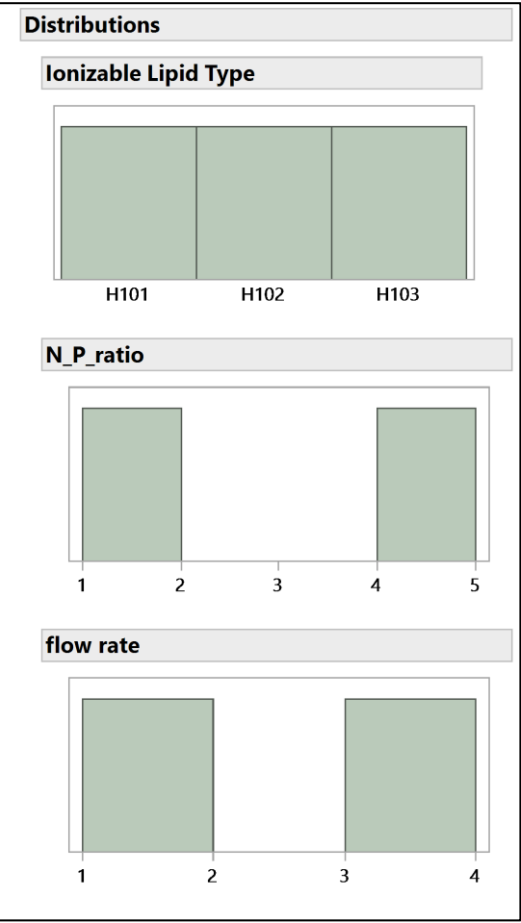 Distributions
Ionizable Lipid Type
H101 H102 H103
N_P_ratio
1 2 3 4 5
flow rate
1 2 3 4